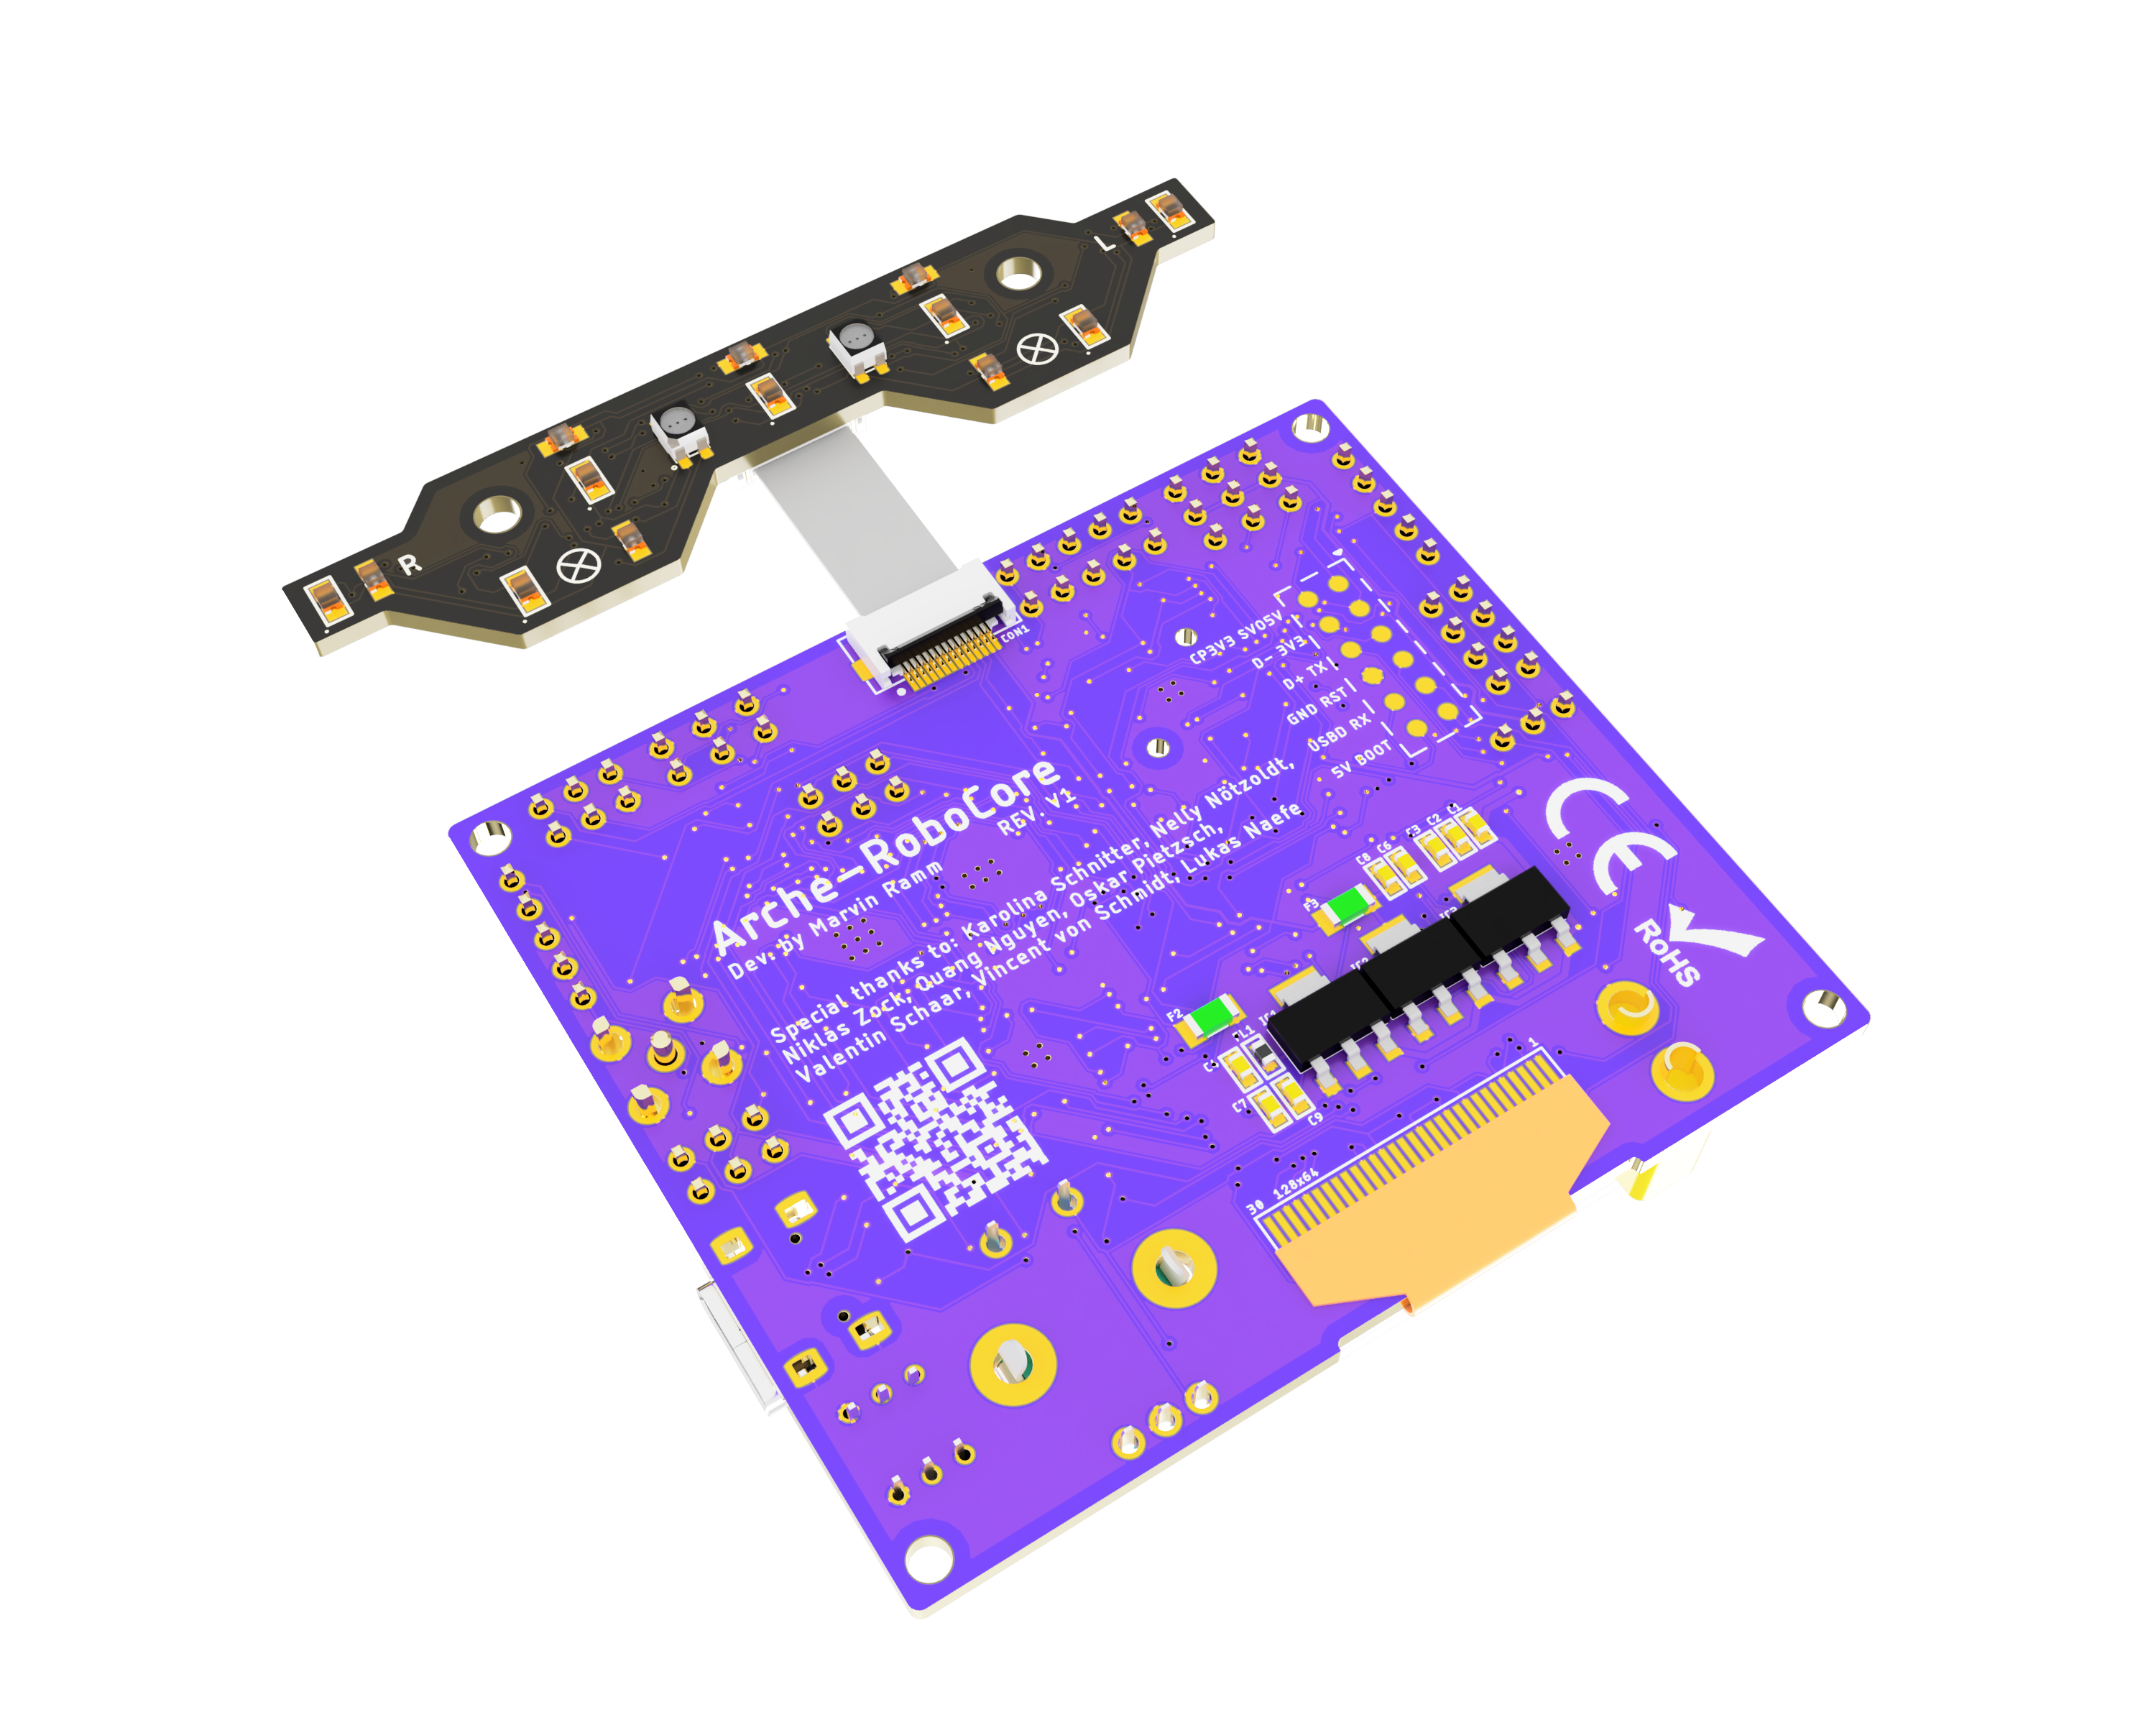 L
R
CON1
CP3V3 SV05V
D- 3V3
D+ TX
GND RST
USBD RX
5V BOOT
Arche-RoboCore
REV. V1
Dev. by Marvin Ramm
Special thanks to: Karolina Schnitter, Nelly Nötzoldt,
Niklas Zock, Quang Nguyen, Oskar Pietzsch,
Valentin Schaar, Vincent von Schmidt, Lukas Naefe
C3 C2 C1
C8 C6
F3
CE
RoHS
F2
L1
C7
C9
1
30 128x64